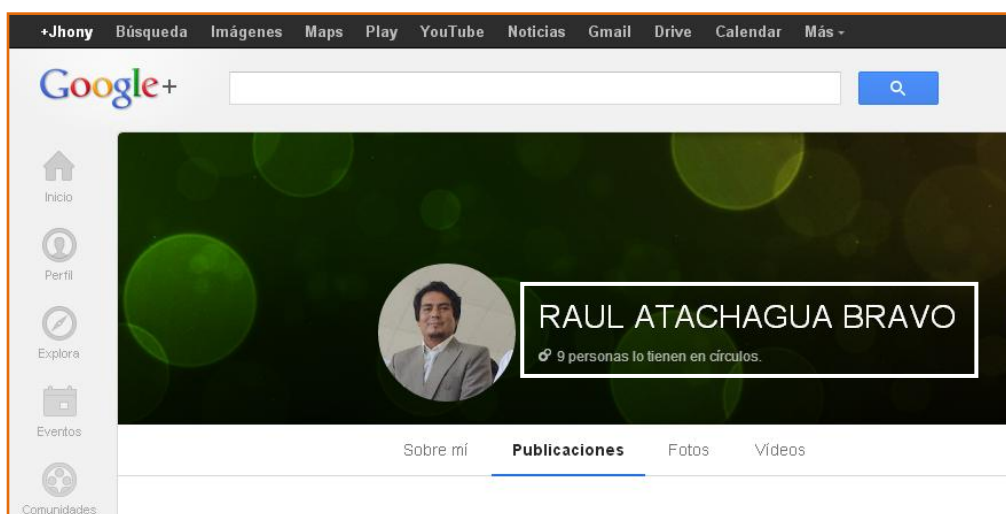 +Jhony Búsqueda Imágenes Maps Play YouTube Noticias Gmail Drive Calendar Más
Google+
Inicio
Perfil
Explora
Eventos
Comunidades
RAUL ATACHAGUA BRAVO
9 personas lo tienen en círculos.
Sobre mí Publicaciones Fotos Vídeos